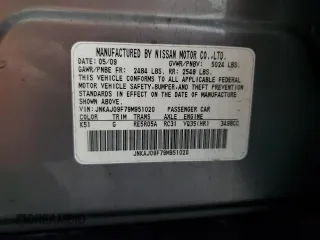 MANUFACTURED BY NISSAN MOTOR CO., LTD.
DATE: 05/09 GVWR/PNBV: 5024 LBS.
GAWR/PNBE FR: 2484 LBS. RR: 2540 LBS.
THIS VEHICLE CONFORMS TO ALL APPLICABLE FEDERAL
MOTOR VEHICLE SAFETY, BUMPER, AND THEFT
PREVENTION STANDARDS IN EFFECT ON THE DATE OF
MANUFACTURE SHOWN ABOVE.
VIN: JNKAJ09F79M351020 PASSENGER CAR
COLOR TRIM TRANS AXLE ENGINE
K51 G RE5R05A RC31 VQ35(HR) 3498CC
JNKAJ09F79M351020